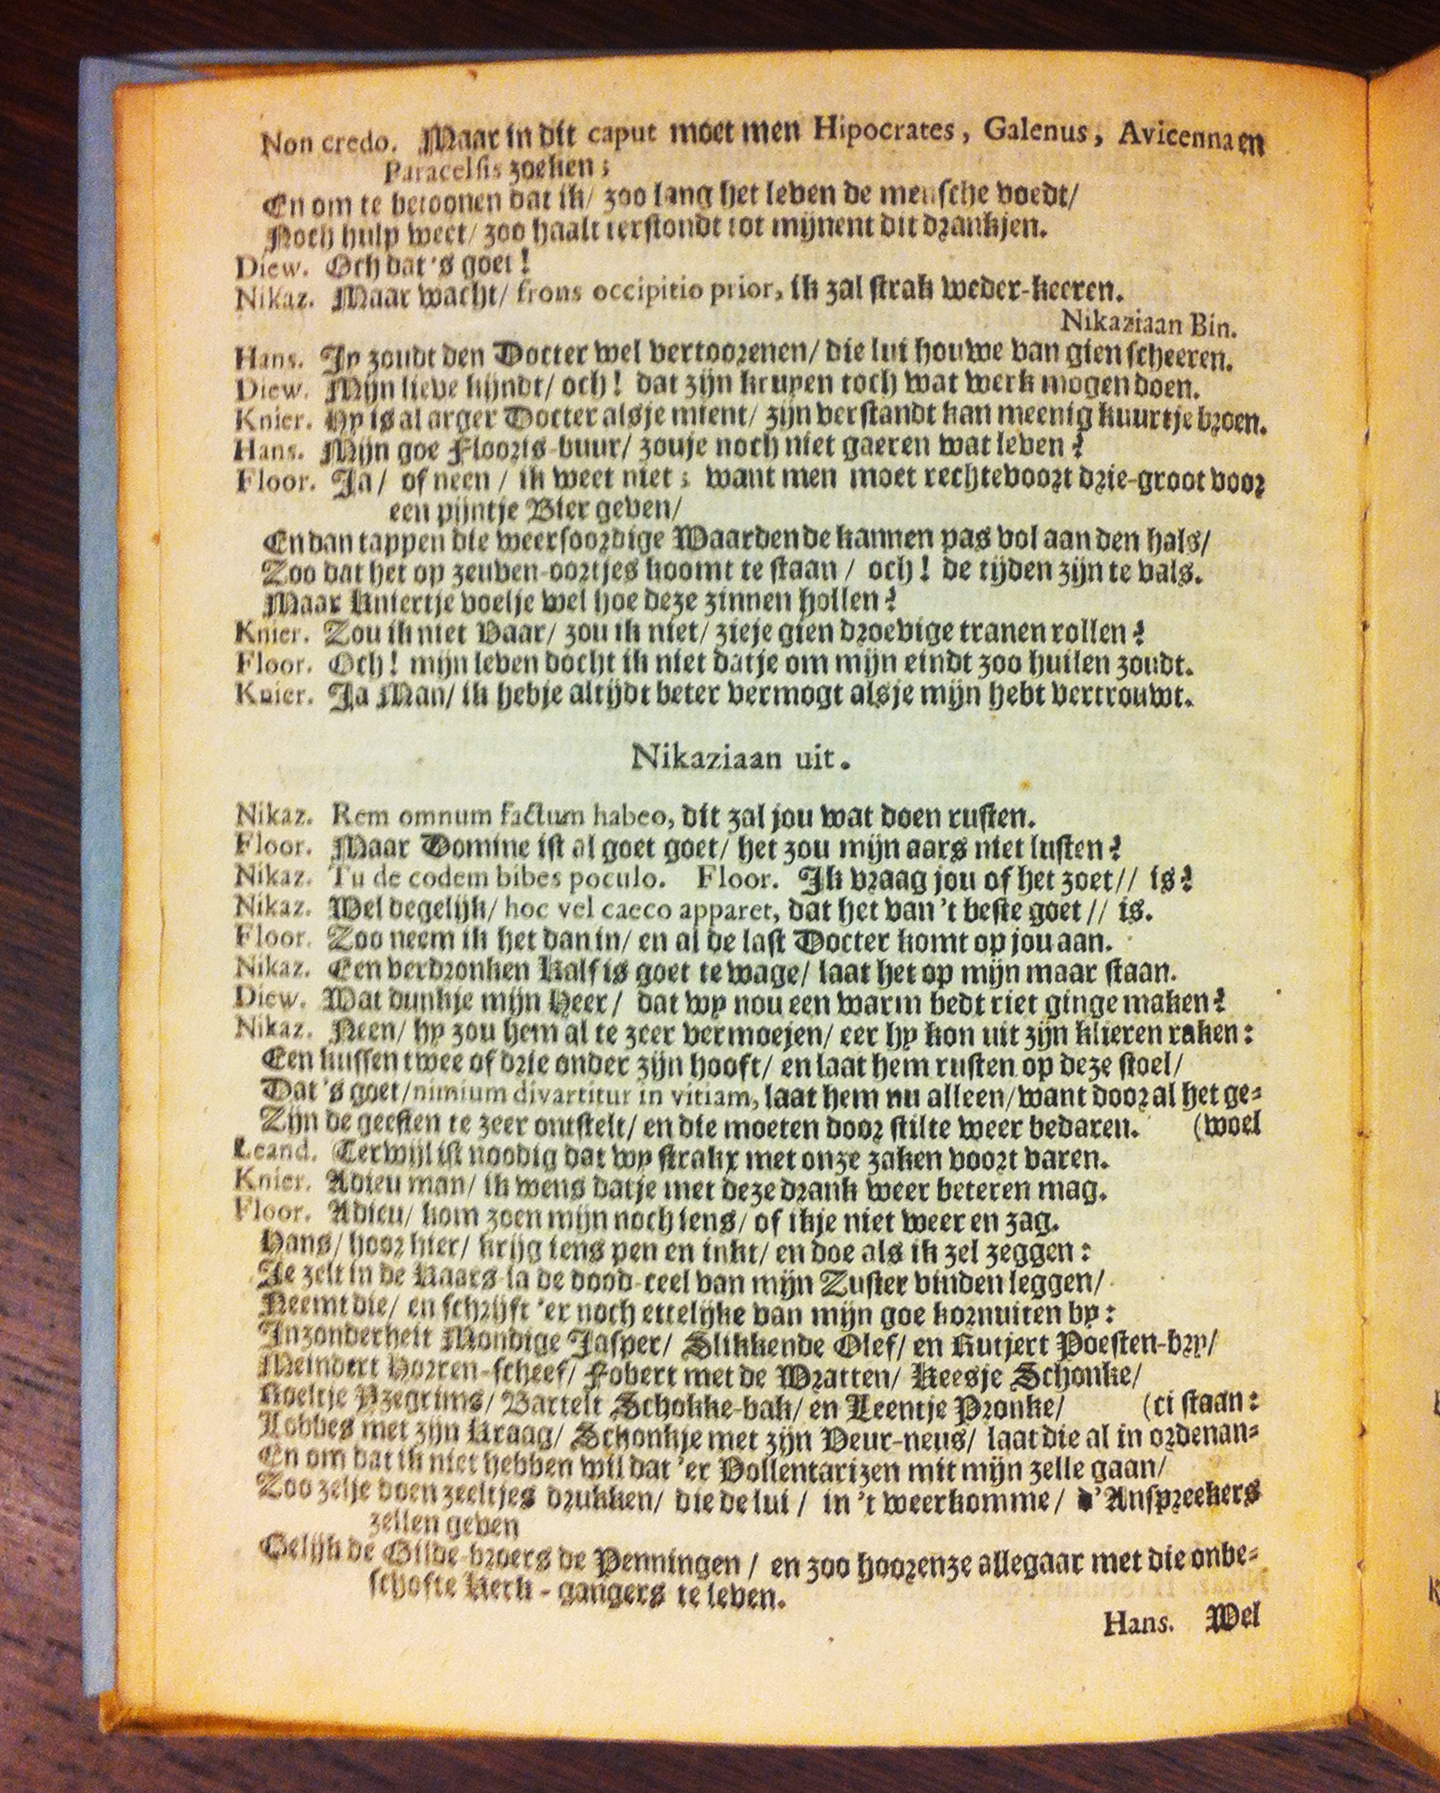 Non credo. Maar in dit caput moet men Hipocrates, Galenus, Avicenna en
Paracelsis zoeken;
En om te betoonen dat ik/ zoo lang het leven de mensche voedt/
Noch hulp weet/ zoo haalt terstondt tot mijnent dit drankjen.
Diew. Och dat 's goet!
Nikaz. Maar wacht/ frons occipitio prior, ik zal strak weder-keeren.
Nikaziaan Bin.
Hans. Jy zoudt den Docter wel vertoorenen/ die lui houwe van gien scheeren.
Diew. Mijn lieve kijndt/ och! dat zijn kruyen toch wat werk mogen doen.
Knier. Hy is al arger Docter alsje mient/ zijn verstandt kan meenig kuurtje broen.
Hans. Mijn goe Flooris-buur/ zouje noch niet gaeren wat leven?
Floor. Ja/ of neen/ ik weet niet; want men moet rechtevoort drie-groot voor
een pijntje Bier geven/
En dan tappen die weersoordige Waarden de kannen pas vol aan den hals/
Zoo dat het op zeuven-oortjes koomt te staan/ och! de tijden zijn te vals.
Maar Kniertje voelje wel hoe deze zinnen hollen?
Knier. Zou ik niet Vaar/ zou ik niet/ zieje gien droevige tranen rollen?
Floor. Och! mijn leven docht ik niet datje om mijn eindt zoo huilen zoudt.
Knier. Ja Man/ ik hebje altijdt beter vermogt alsje mijn hebt vertrouwt.
Nikaziaan uit.
Nikaz. Rem omnum factum habeo, dit zal jou wat doen rusten.
Floor. Maar Domine ist al goet goet/ het zou mijn aars niet lusten?
Nikaz. Tu de codem bibes poculo. Floor. Ik vraag jou of het zoet// is?
Nikaz. Wel degelijk/ hoc vel caeco apparet, dat het van 't beste goet// is.
Floor. Zoo neem ik het dan in/ en al de last Docter komt op jou aan.
Nikaz. Een verdronken Kalf is goet te wage/ laat het op mijn maar staan.
Diew. Wat dunkje mijn Heer/ dat wy nou een warm bedt riet ginge maken?
Nikaz. Neen/ hy zou hem al te zeer vermoejen/ eer hy kon uit zijn klieren raken:
Een kussen twee of drie onder zijn hooft/ en laat hem rusten op deze stoel/
Dat 's goet/ nimium divartitur in vitiam, laat hem nu alleen/ want door al het ge-
Zijn de geesten te zeer ontstelt/ en die moeten door stilte weer bedaren. (woel
Leand. Terwijl ist noodig dat wy strakx met onze zaken voort varen.
Knier. Adieu man/ ik wens datje met deze drank weer beteren mag.
Floor. Adieu/ kom zoen mijn noch iens/ of ikje niet weer en zag.
Hans/ hoor hier/ krijg iens pen en inkt/ en doe als ik zel zeggen:
Je zelt in de Kaars-la de dood-ceel van mijn Zuster vinden leggen/
Neemt die/ en schrijft 'er noch ettelijke van mijn goe kornuiten by:
Inzonderheit Mondige Jasper/ Slikkende Olef/ en Kutjert Poesten-bry/
Meindert Horren-scheef/ Fobert met de Wratten/ Keesje Schonke/
Roeltje Pzegrims/ Bartelt Schokke-bak/ en Leentje Pronke/ (ti staan:
Lobbes met zijn Kraag/ Schonkje met zijn Deur-neus/ laat die al in ordenan-
En om dat ik niet hebben wil dat 'er Vollentarizen mit mijn zelle gaan/
Zoo zelje doen zeeltjes drukken/ die de lui/ in 't weerkomme/ d'Anspreekers
zellen geven
Gelijk de Gilde-broers de Penningen/ en zoo hoorenze allegaar met die onbe-
schofte Kerk-gangers te leven.
Hans. Wel